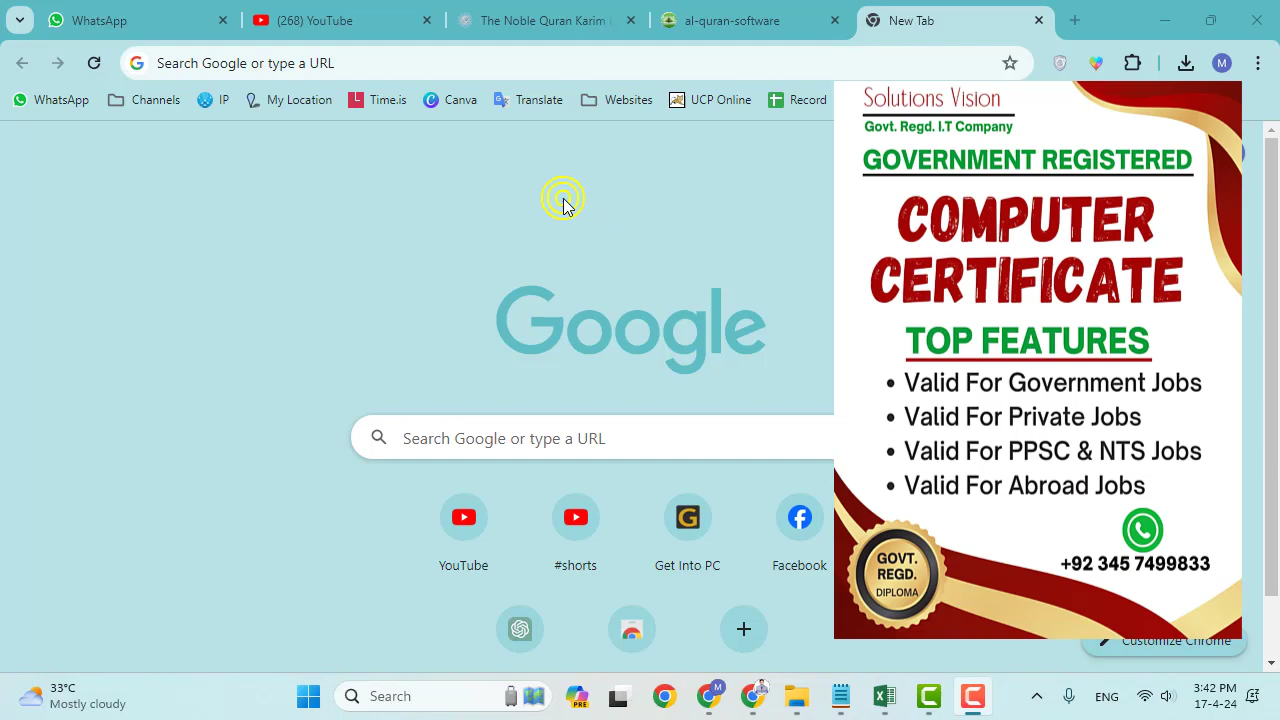 WhatsApp
(268) YouTube
The Noble Quran Karim (
al-quran-software
New Tab
Search Google or type a URL
WhatsApp
Channels
IP
My Location
Time.is
Canva
Translate
Websites
UCP Online
Record
Solutions Vision
Govt. Regd. I.T Company
GOVERNMENT REGISTERED
COMPUTER
CERTIFICATE
TOP FEATURES
• Valid For Government Jobs
• Valid For Private Jobs
• Valid For PPSC & NTS Jobs
• Valid For Abroad Jobs
+92 345 7499833
GOVT.
REGD.
DIPLOMA
Google
Search Google or type a URL
YouTube
#shorts
Get Into PC
Facebook
Customize Chrome
33°C
Mostly cloudy
Search
PRE
M
ENG
3:42 PM
17-4-24